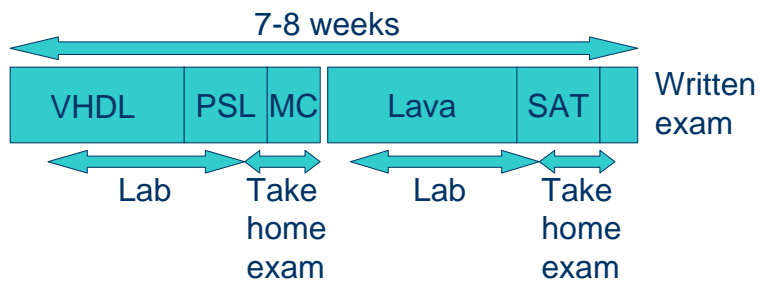 7-8 weeks
VHDL PSL MC Lava SAT
Written
exam
Lab
Take
home
exam
Lab
Take
home
exam